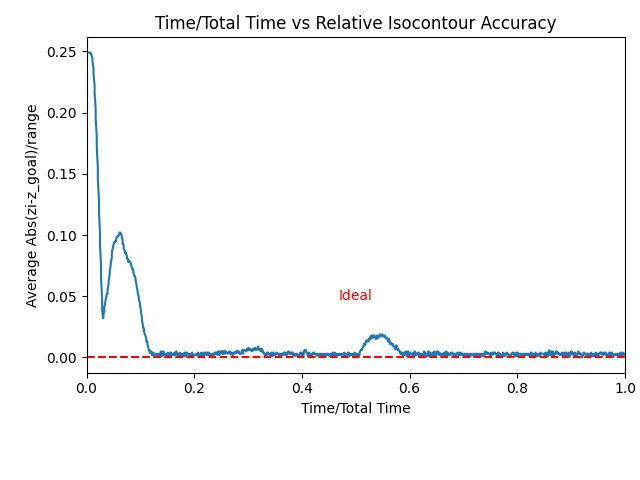 Time/Total Time vs Relative Isocontour Accuracy
Average Abs(zi-z_goal)/range
0.25
0.20
0.15
0.10
0.05
0.00
Ideal
0.0 0.2 0.4 0.6 0.8 1.0
Time/Total Time